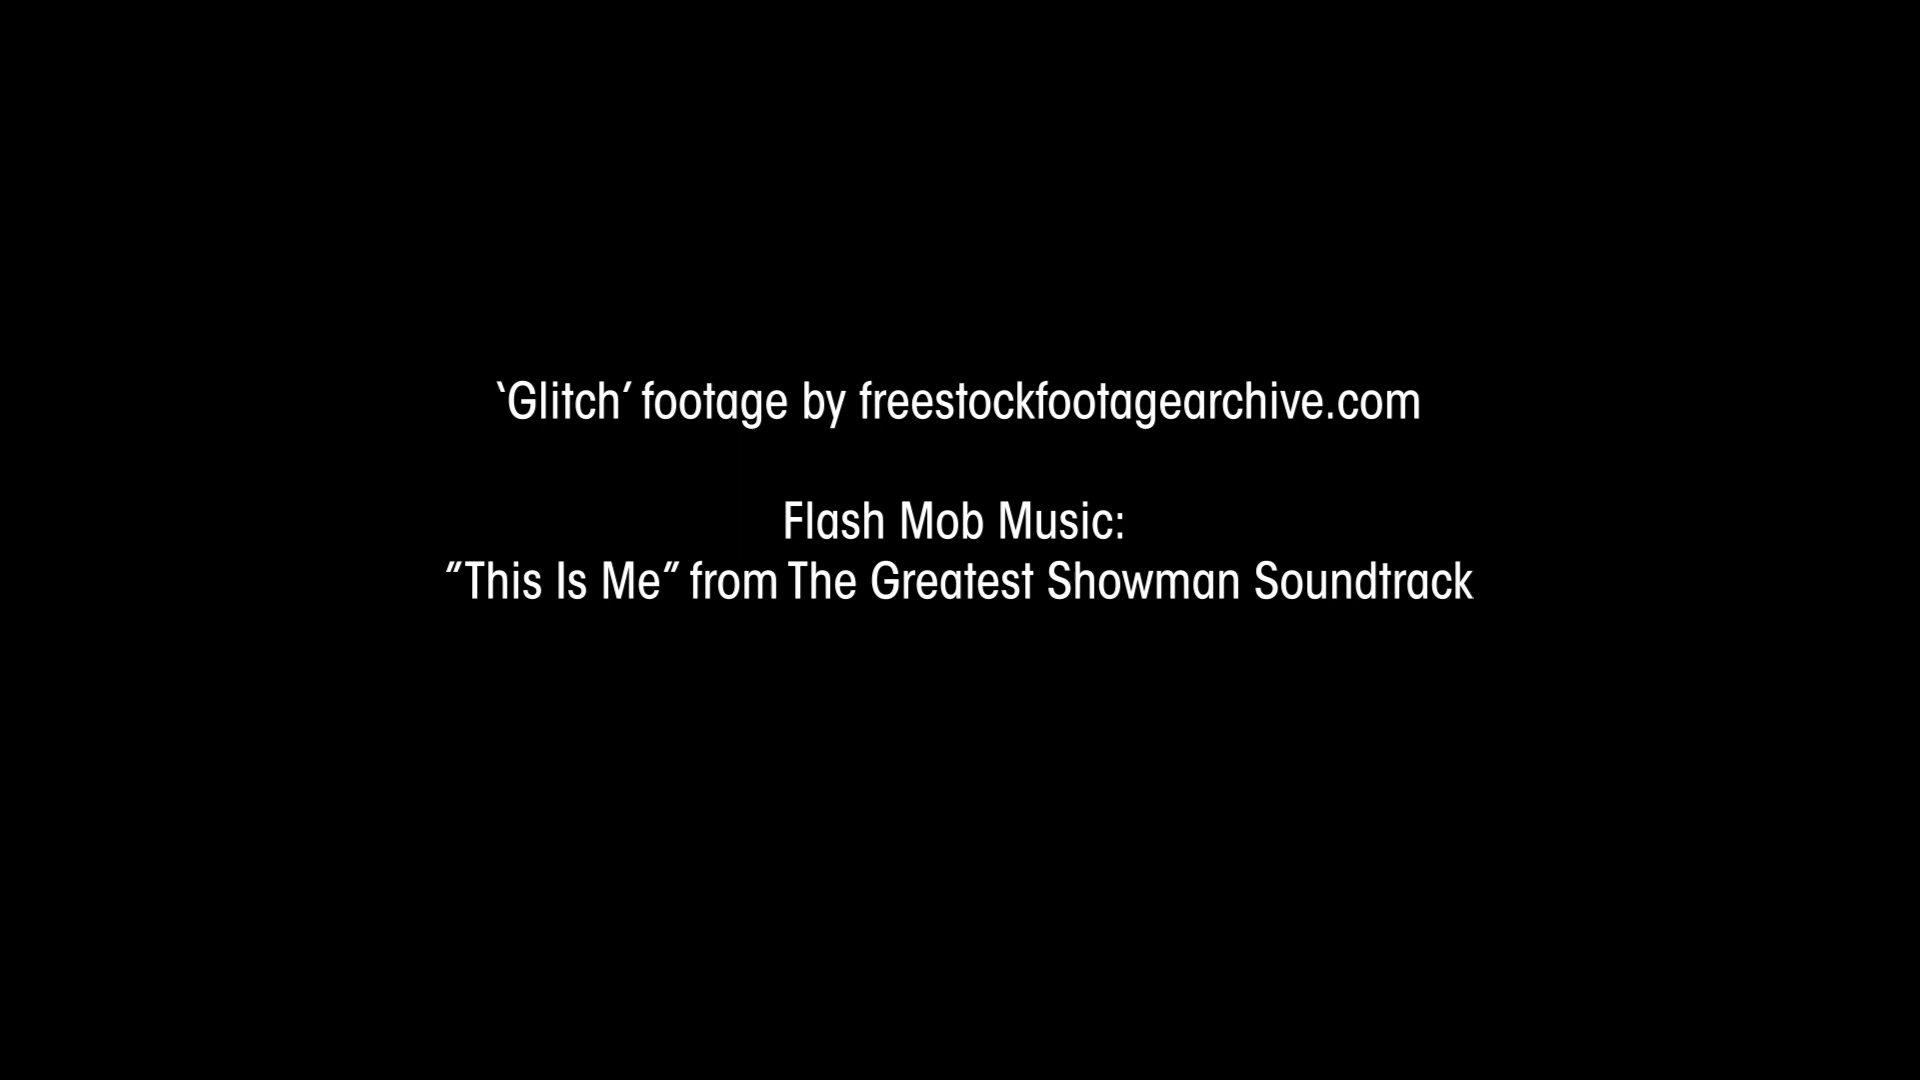 ‘Glitch’ footage by freestockfootagearchive.com
Flash Mob Music:
”This Is Me” from The Greatest Showman Soundtrack